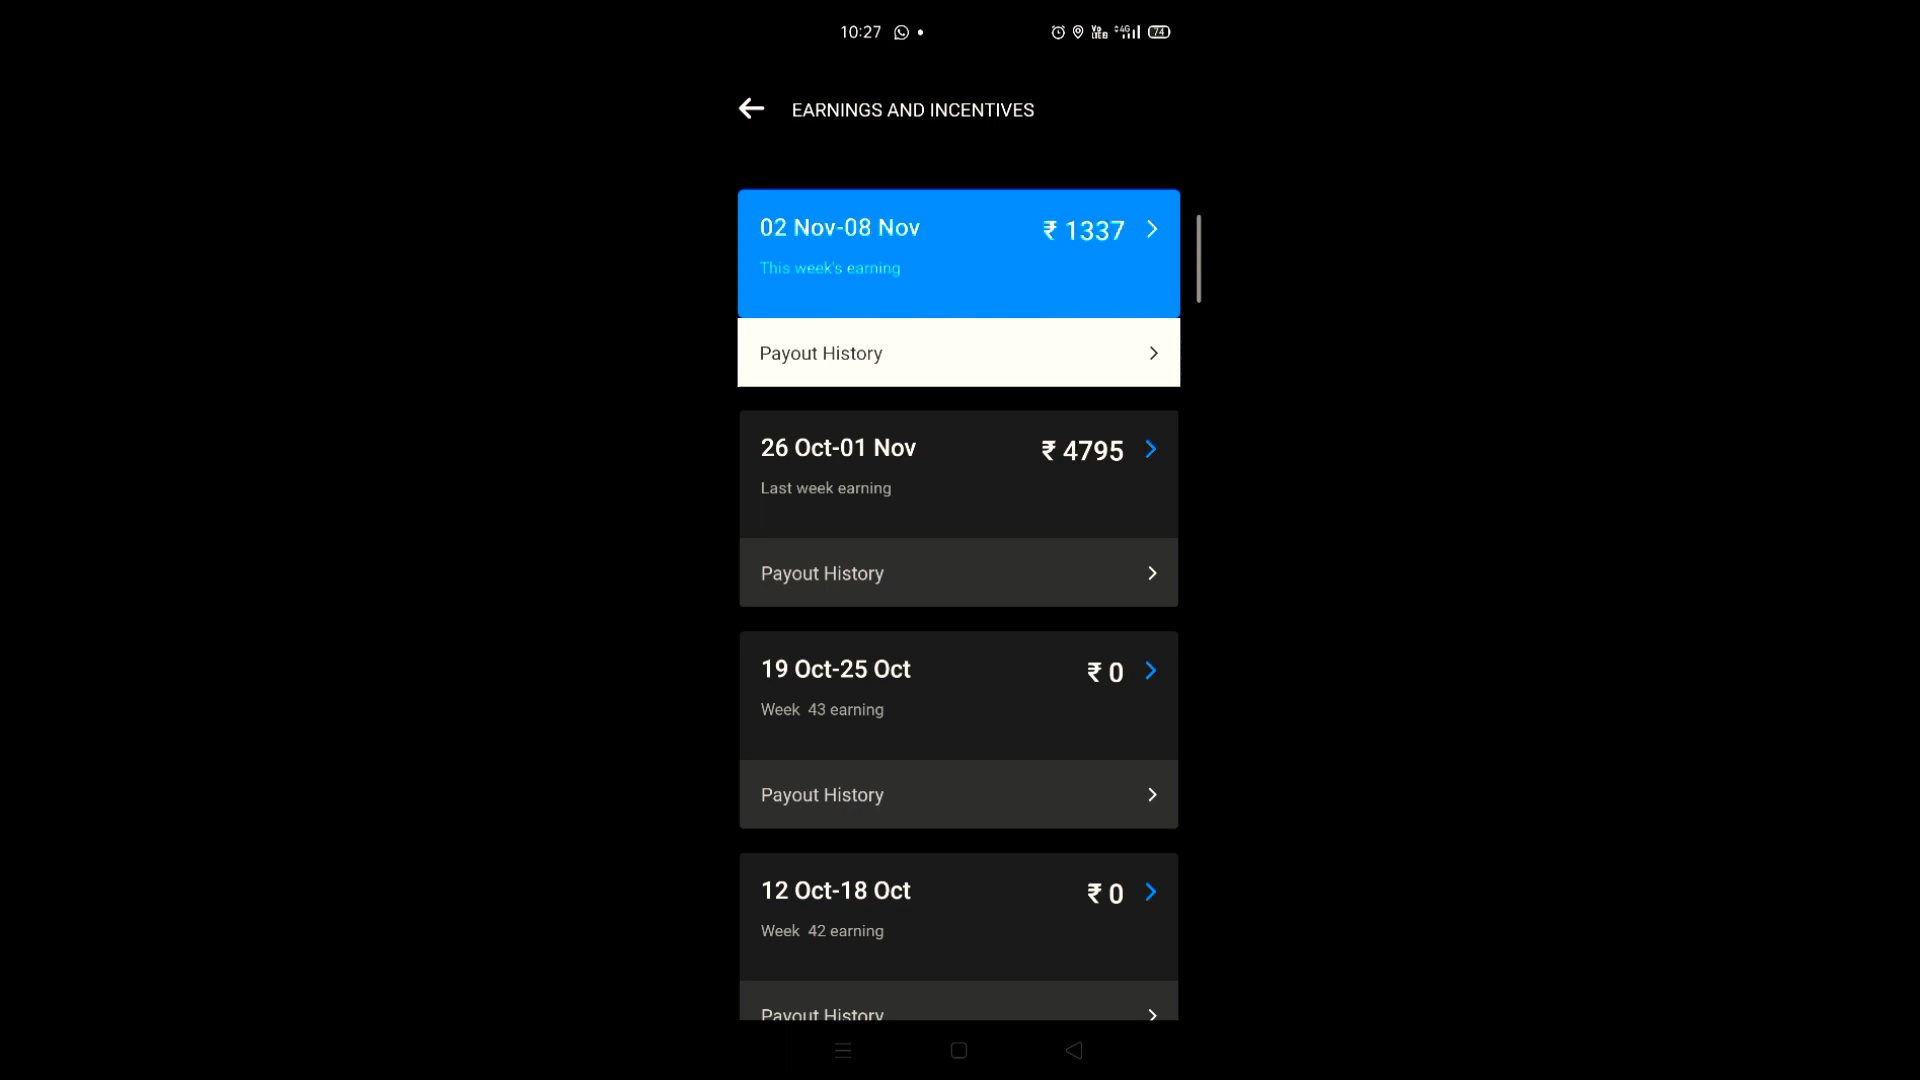 10:27
4G 74
EARNINGS AND INCENTIVES
02 Nov-08 Nov ₹ 1337
This week's earning
Payout History
26 Oct-01 Nov ₹ 4795
Last week earning
Payout History
19 Oct-25 Oct ₹ 0
Week 43 earning
Payout History
12 Oct-18 Oct ₹ 0
Week 42 earning
Payout History